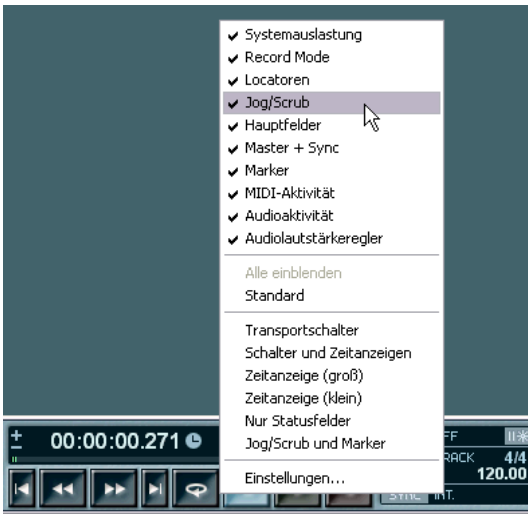 Systemauslastung
Record Mode
Locatoren
Jog/Scrub
Hauptfelder
Master + Sync
Marker
MIDI-Aktivität
Audioaktivität
Audiolautstärkeregler
Alle einblenden
Standard
Transportschalter
Schalter und Zeitanzeigen
Zeitanzeige (groß)
Zeitanzeige (klein)
Nur Statusfelder
Jog/Scrub und Marker
Einstellungen...
00:00:00.271
4/4
120.00
SYNC INT.